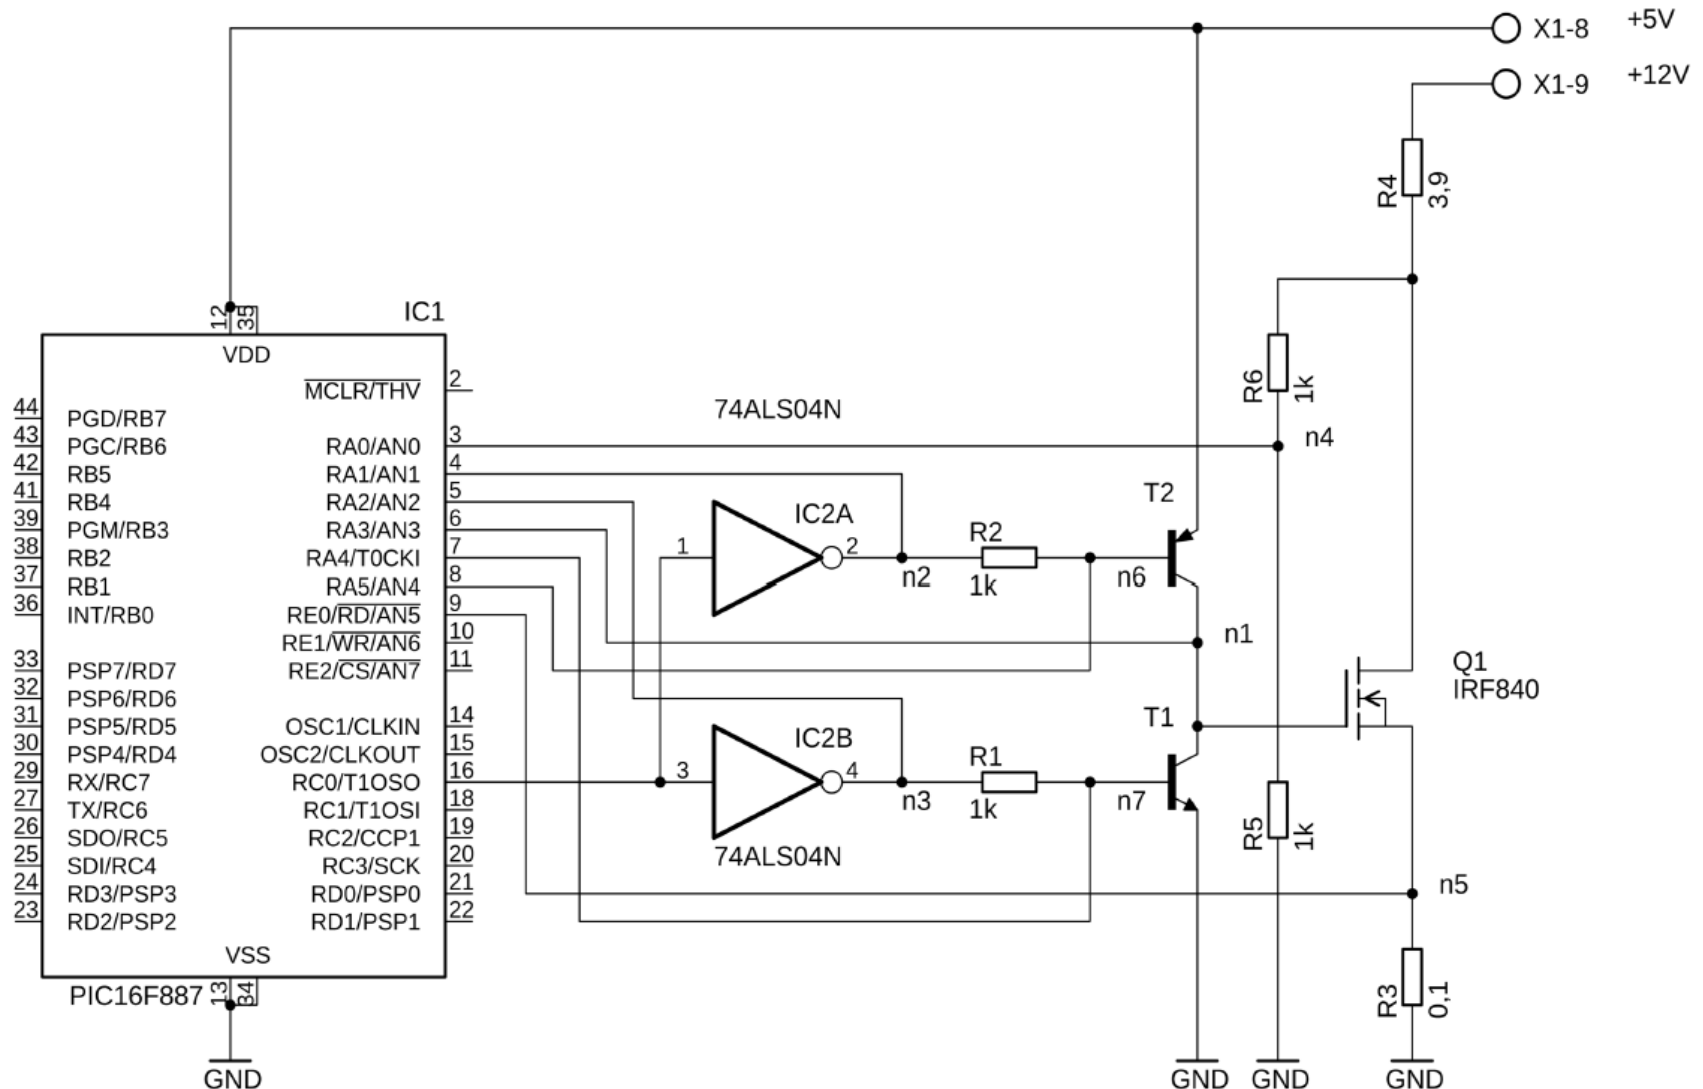 +5V
X1-8
+12V
X1-9
R4
3,9
IC1
12
35
VDD
MCLR/THV
2
44
PGD/RB7
43
PGC/RB6
RA0/AN0
3
42
RB5
RA1/AN1
4
41
RB4
RA2/AN2
5
39
PGM/RB3
RA3/AN3
6
38
RB2
RA4/T0CKI
7
37
RB1
RA5/AN4
8
36
INT/RB0
RE0/RD/AN5
9
RE1/WR/AN6
10
33
PSP7/RD7
RE2/CS/AN7
11
32
PSP6/RD6
31
PSP5/RD5
OSC1/CLKIN
14
30
PSP4/RD4
OSC2/CLKOUT
15
29
RX/RC7
RC0/T1OSO
16
27
TX/RC6
RC1/T1OSI
18
26
SDO/RC5
RC2/CCP1
19
25
SDI/RC4
RC3/SCK
20
24
RD3/PSP3
RD0/PSP0
21
23
RD2/PSP2
RD1/PSP1
22
VSS
PIC16F887
13
34
GND
74ALS04N
IC2A
1
2
n2
R2
1k
n6
T2
n1
R6
1k
n4
IC2B
3
4
n3
74ALS04N
R1
1k
n7
T1
R5
1k
Q1
IRF840
n5
R3
0,1
GND
GND
GND